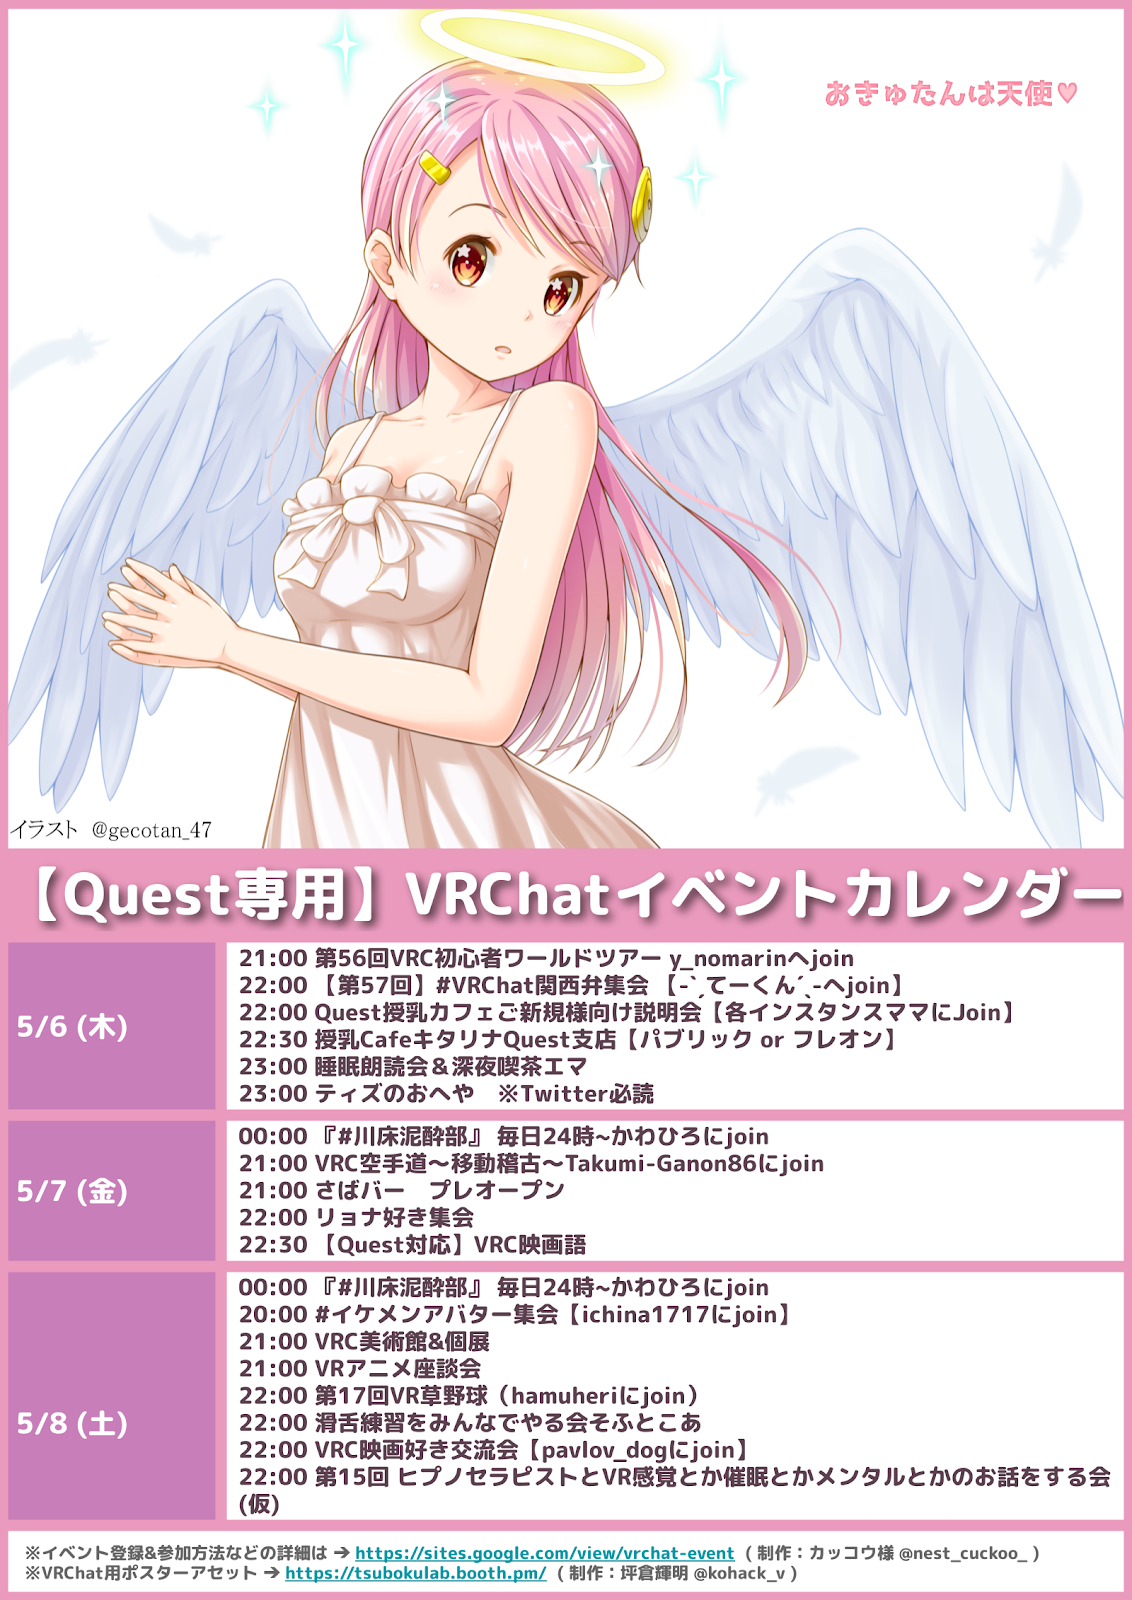 おきゅたんは天使♥
イラスト @gecotan_47
【Quest専用】VRChatイベントカレンダー
5/6 (木)
21:00 第56回VRC初心者ワールドツアー y_nomarinへjoin
22:00 【第57回】#VRChat関西弁集会 【-`ˏてーくん´ˎ-へjoin】
22:00 Quest授乳カフェご新規様向け説明会【各インスタンスママにJoin】
22:30 授乳CafeキタリナQuest支店【パブリック or フレオン】
23:00 睡眠朗読会＆深夜喫茶エマ
23:00 ティズのおへや　※Twitter必読
5/7 (金)
00:00 『#川床泥酔部』 毎日24時~かわひろにjoin
21:00 VRC空手道～移動稽古～Takumi-Ganon86にjoin
21:00 さばバー　プレオープン
22:00 リョナ好き集会
22:30 【Quest対応】VRC映画語
5/8 (土)
00:00 『#川床泥酔部』 毎日24時~かわひろにjoin
20:00 #イケメンアバター集会【ichina1717にjoin】
21:00 VRC美術館&個展
21:00 VRアニメ座談会
22:00 第17回VR草野球（hamuheriにjoin）
22:00 滑舌練習をみんなでやる会そふとこあ
22:00 VRC映画好き交流会【pavlov_dogにjoin】
22:00 第15回 ヒプノセラピストとVR感覚とか催眠とかメンタルとかのお話をする会
(仮)
※イベント登録&参加方法などの詳細は → https://sites.google.com/view/vrchat-event ( 制作：カッコウ様 @nest_cuckoo_ )
※VRChat用ポスターアセット → https://tsubokulab.booth.pm/ ( 制作：坪倉輝明 @kohack_v )